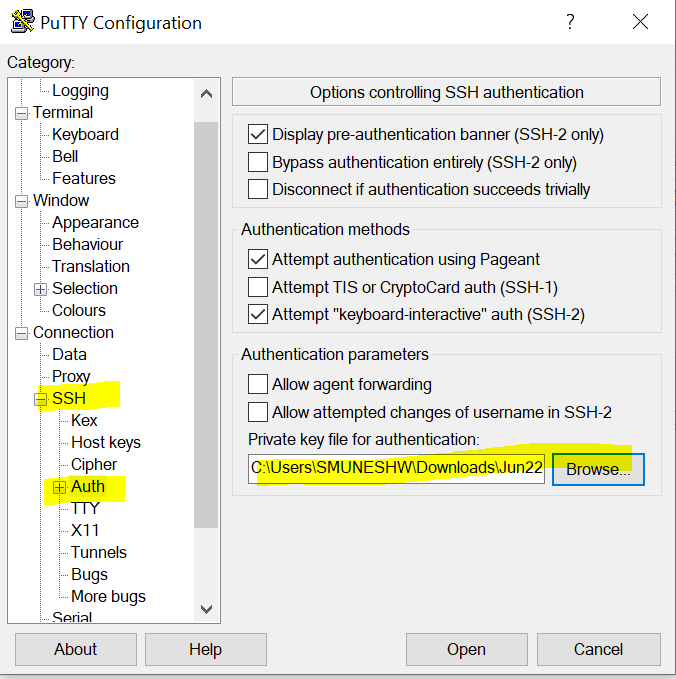 PuTTY Configuration
?
Category:
Logging
Terminal
Keyboard
Bell
Features
Window
Appearance
Behaviour
Translation
Selection
Colours
Connection
Data
Proxy
SSH
Kex
Host keys
Cipher
Auth
TTY
X11
Tunnels
Bugs
More bugs
Serial
Options controlling SSH authentication
Display pre-authentication banner (SSH-2 only)
Bypass authentication entirely (SSH-2 only)
Disconnect if authentication succeeds trivially
Authentication methods
Attempt authentication using Pageant
Attempt TIS or CryptoCard auth (SSH-1)
Attempt "keyboard-interactive" auth (SSH-2)
Authentication parameters
Allow agent forwarding
Allow attempted changes of username in SSH-2
Private key file for authentication:
C:\Users\SMUNESHW\Downloads\Jun22 Browse...
About Help Open Cancel